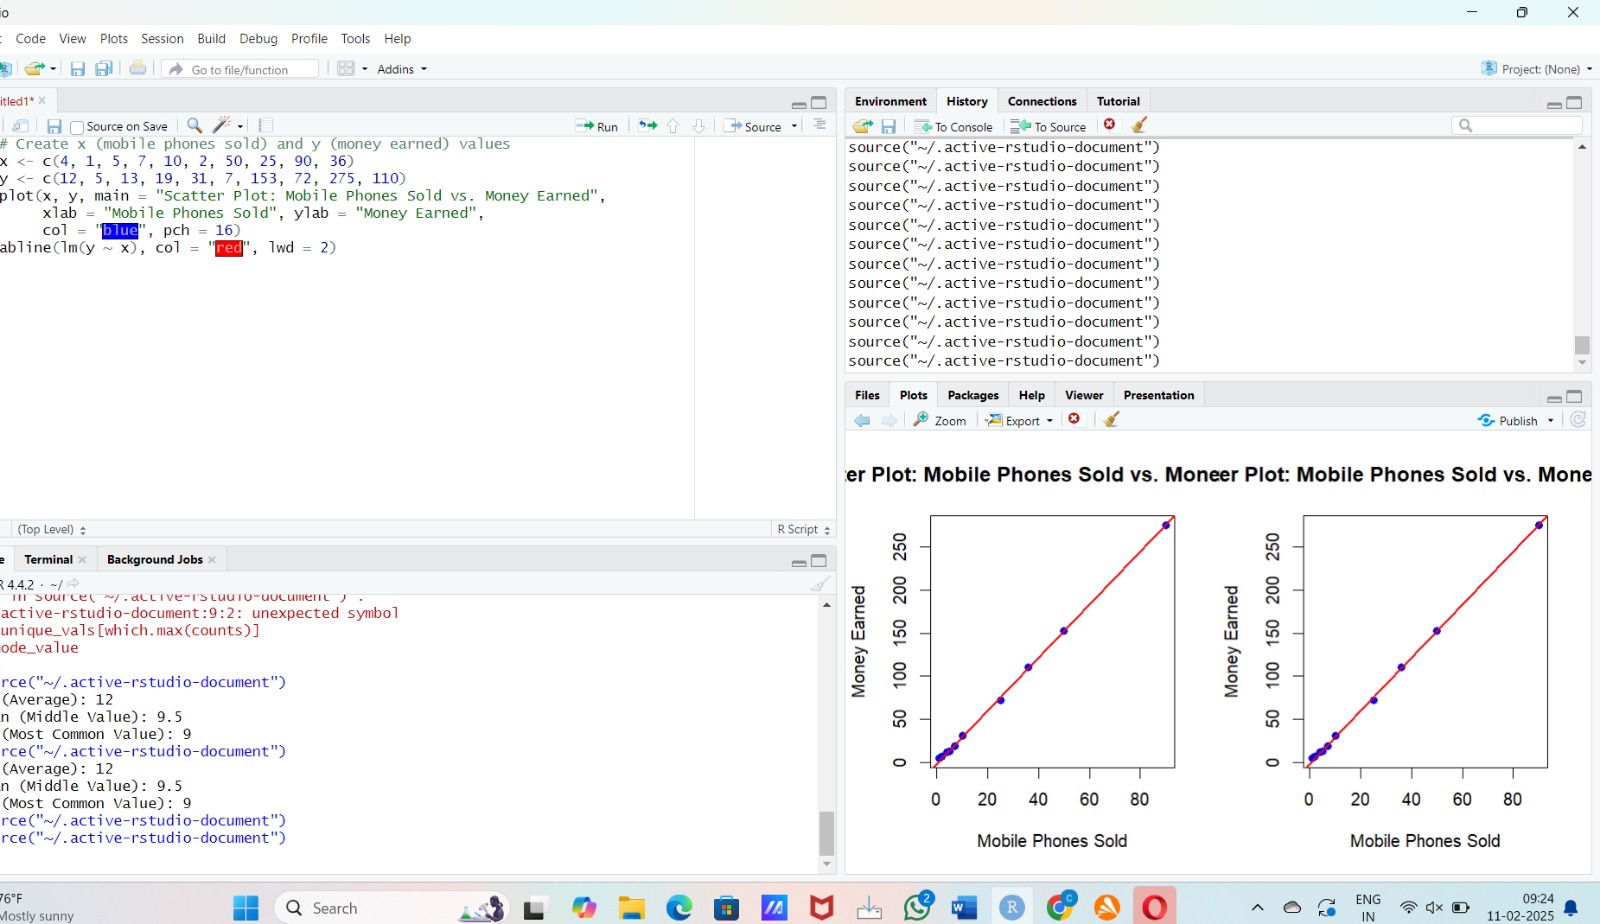 io
Code View Plots Session Build Debug Profile Tools Help
Go to file/function
Addins
Project: (None)
itled1*
Source on Save
Run
Source
# Create x (mobile phones sold) and y (money earned) values
x <- c(4, 1, 5, 7, 10, 2, 50, 25, 90, 36)
y <- c(12, 5, 13, 19, 31, 7, 153, 72, 275, 110)
plot(x, y, main = "Scatter Plot: Mobile Phones Sold vs. Money Earned",
xlab = "Mobile Phones Sold", ylab = "Money Earned",
col = "blue", pch = 16)
abline(lm(y ~ x), col = "red", lwd = 2)
(Top Level)
R Script
e Terminal Background Jobs
R 4.4.2 · ~/
in source("~/.active-rstudio-document") :
active-rstudio-document:9:2: unexpected symbol
unique_vals[which.max(counts)]
ode_value
rce("~/.active-rstudio-document")
(Average): 12
n (Middle Value): 9.5
(Most Common Value): 9
rce("~/.active-rstudio-document")
(Average): 12
n (Middle Value): 9.5
(Most Common Value): 9
rce("~/.active-rstudio-document")
rce("~/.active-rstudio-document")
Environment History Connections Tutorial
To Console To Source
source("~/.active-rstudio-document")
source("~/.active-rstudio-document")
source("~/.active-rstudio-document")
source("~/.active-rstudio-document")
source("~/.active-rstudio-document")
source("~/.active-rstudio-document")
source("~/.active-rstudio-document")
source("~/.active-rstudio-document")
source("~/.active-rstudio-document")
source("~/.active-rstudio-document")
source("~/.active-rstudio-document")
source("~/.active-rstudio-document")
Files Plots Packages Help Viewer Presentation
Zoom Export Publish
er Plot: Mobile Phones Sold vs. Mone
er Plot: Mobile Phones Sold vs. Mone
Money Earned
0 50 100 150 200 250
0 20 40 60 80
Mobile Phones Sold
Money Earned
0 50 100 150 200 250
0 20 40 60 80
Mobile Phones Sold
76°F
Mostly sunny
Search
2
C
ENG
IN
09:24
11-02-2025